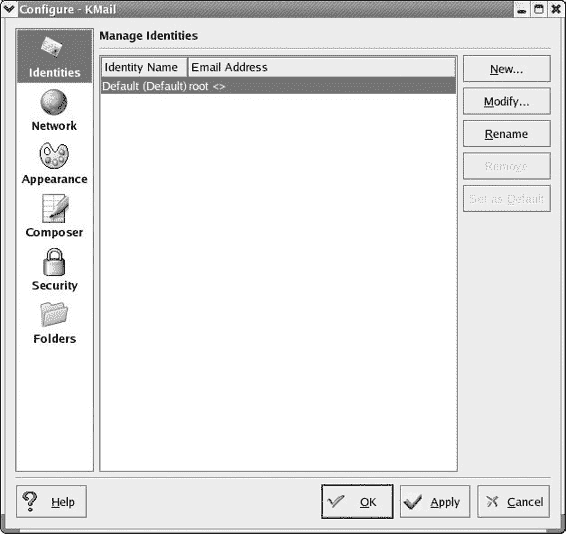 Configure - KMail
Identities
Network
Appearance
Composer
Security
Folders
Manage Identities
Identity Name Email Address
Default (Default) root <>
New...
Modify...
Rename
Remove
Set as Default
Help
OK
Apply
Cancel